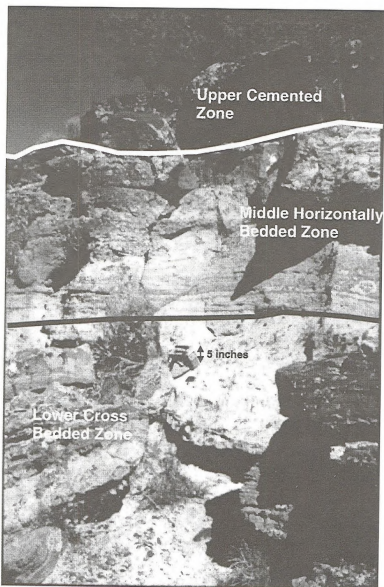 Upper Cemented
Zone
Middle Horizontally
Bedded Zone
5 inches
Lower Cross
Bedded Zone